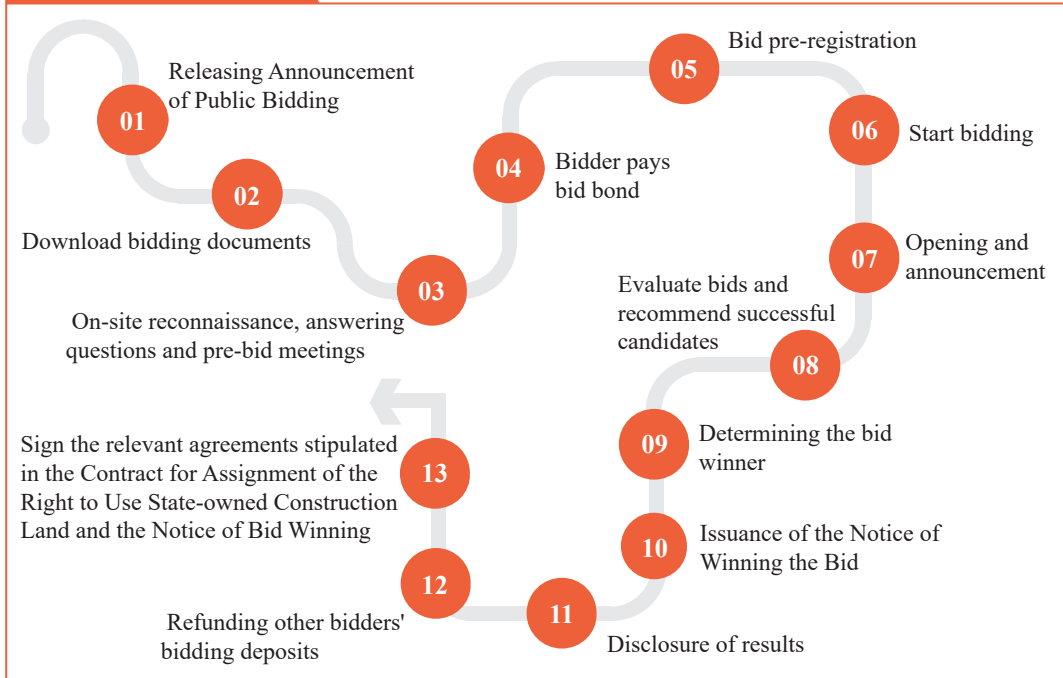 01
Releasing Announcement
of Public Bidding
02
Download bidding documents
03
On-site reconnaissance, answering
questions and pre-bid meetings
04
Bidder pays
bid bond
05
Bid pre-registration
06
Start bidding
07
Opening and
announcement
08
Evaluate bids and
recommend successful
candidates
09
Determining the bid
winner
10
Issuance of the Notice of
Winning the Bid
11
Disclosure of results
12
Refunding other bidders'
bidding deposits
13
Sign the relevant agreements stipulated
in the Contract for Assignment of the
Right to Use State-owned Construction
Land and the Notice of Bid Winning